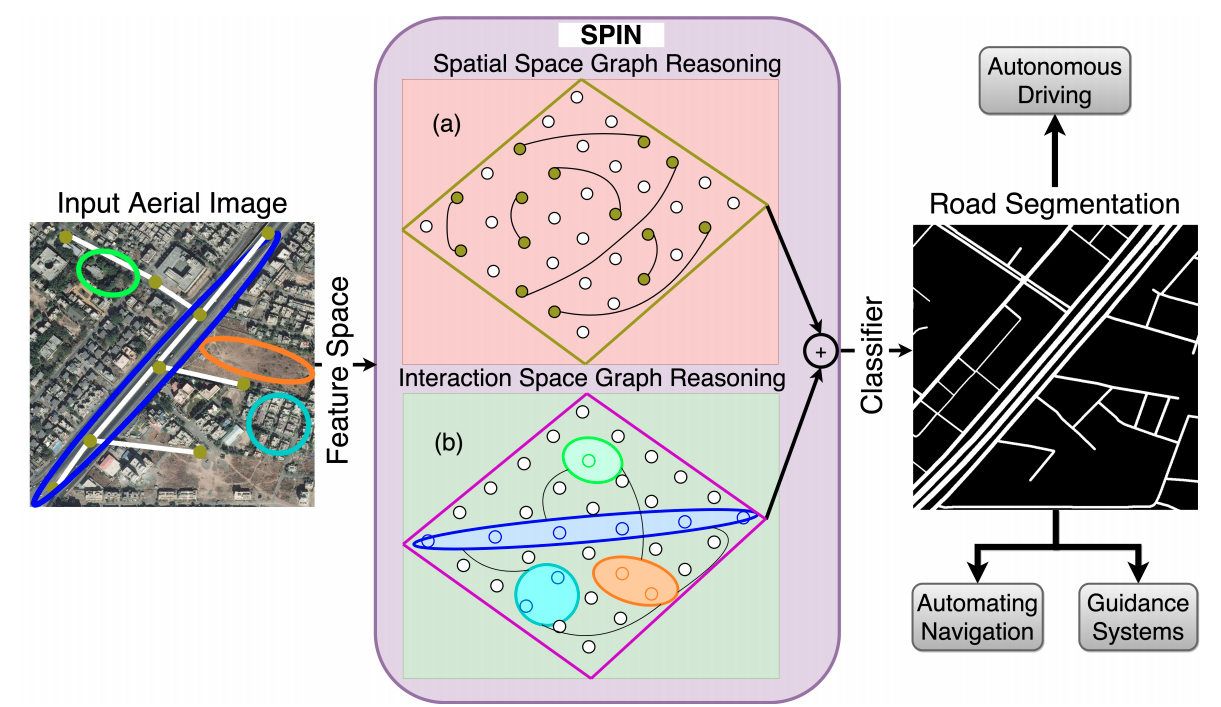 SPIN
Spatial Space Graph Reasoning
(a)
Input Aerial Image
Feature Space
Interaction Space Graph Reasoning
(b)
+
Classifier
Autonomous
Driving
Road Segmentation
Automating
Navigation
Guidance
Systems